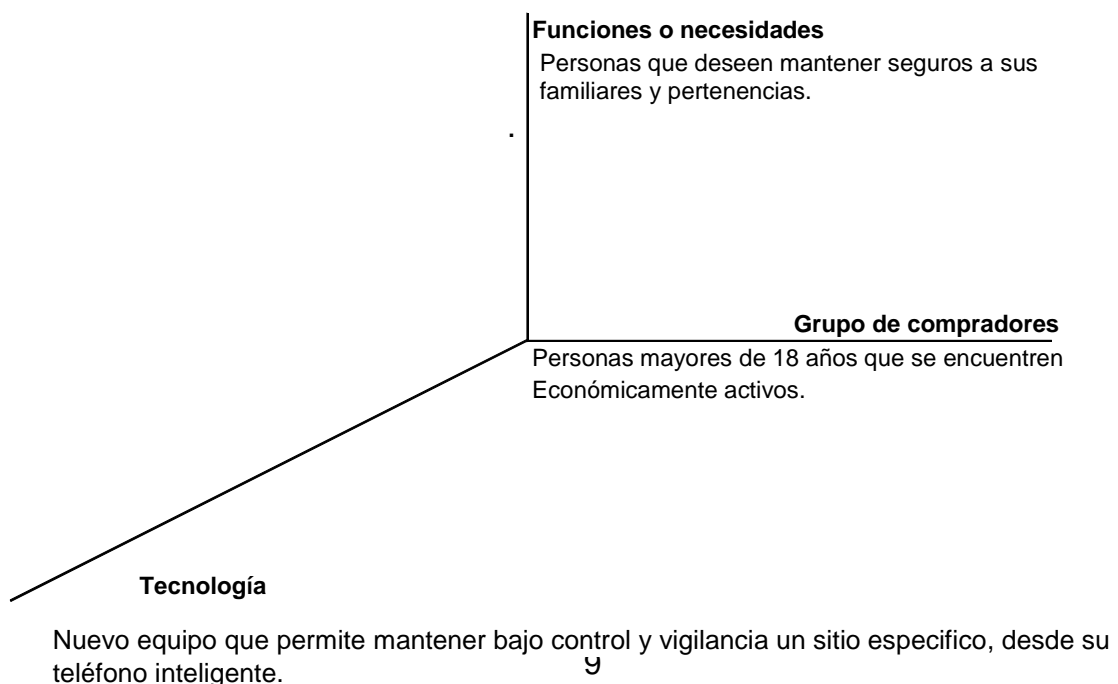 Funciones o necesidades
Personas que deseen mantener seguros a sus
familiares y pertenencias.
.
Grupo de compradores
Personas mayores de 18 años que se encuentren
Económicamente activos.
Tecnología
Nuevo equipo que permite mantener bajo control y vigilancia un sitio especifico, desde su
teléfono inteligente.
9